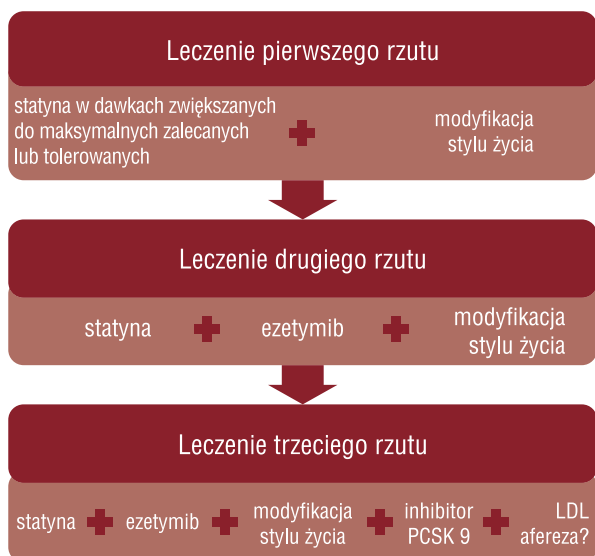 Leczenie pierwszego rzutu
statyna w dawkach zwiększanych
do maksymalnych zalecanych
lub tolerowanych
+
modyfikacja
stylu życia
Leczenie drugiego rzutu
statyna + ezetymib + modyfikacja
stylu życia
Leczenie trzeciego rzutu
statyna + ezetymib + modyfikacja
stylu życia
+ inhibitor
PCSK 9
+ LDL
afereza?